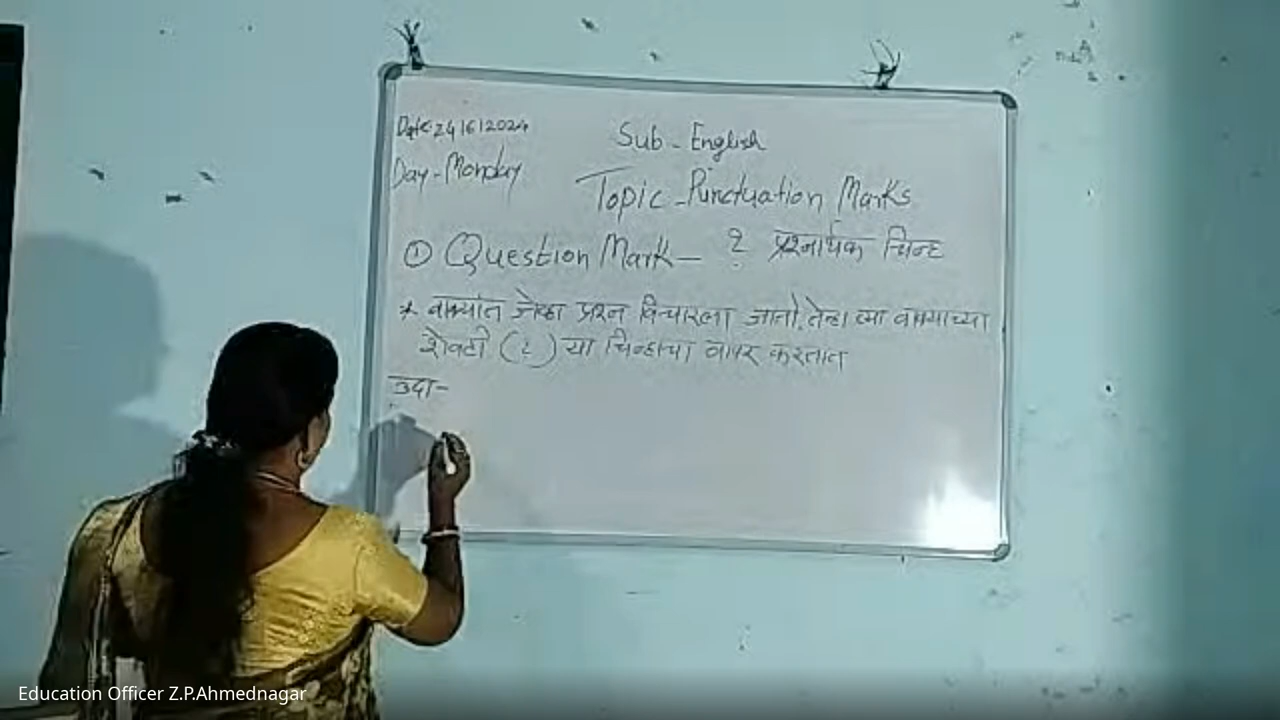 Date: 24/6/2024
Sub - English
Day - Monday
Topic - Punctuation Marks
① Question Mark — ? प्रश्नार्थक चिन्ह
* वाक्यांत जेव्हा प्रश्न विचारला जातो, तेव्हा त्या वाक्याच्या
शेवटी (?) या चिन्हाचा वापर करतात
उदा-
Education Officer Z.P.Ahmednagar